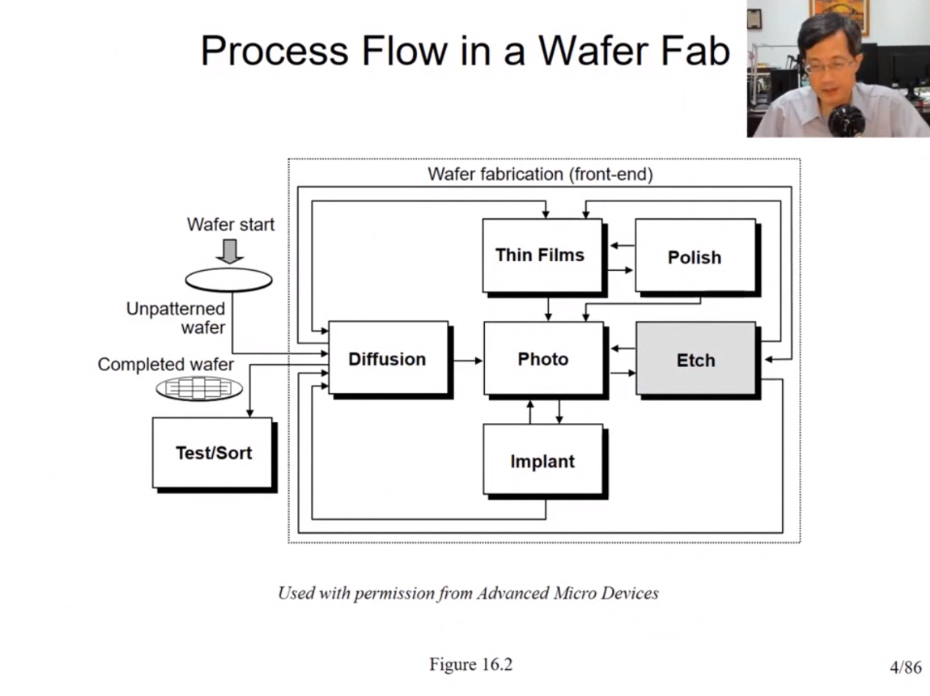 Process Flow in a Wafer Fab
Wafer fabrication (front-end)
Wafer start
Thin Films
Polish
Unpatterned
wafer
Diffusion
Photo
Etch
Completed wafer
Test/Sort
Implant
Used with permission from Advanced Micro Devices
Figure 16.2
4/86